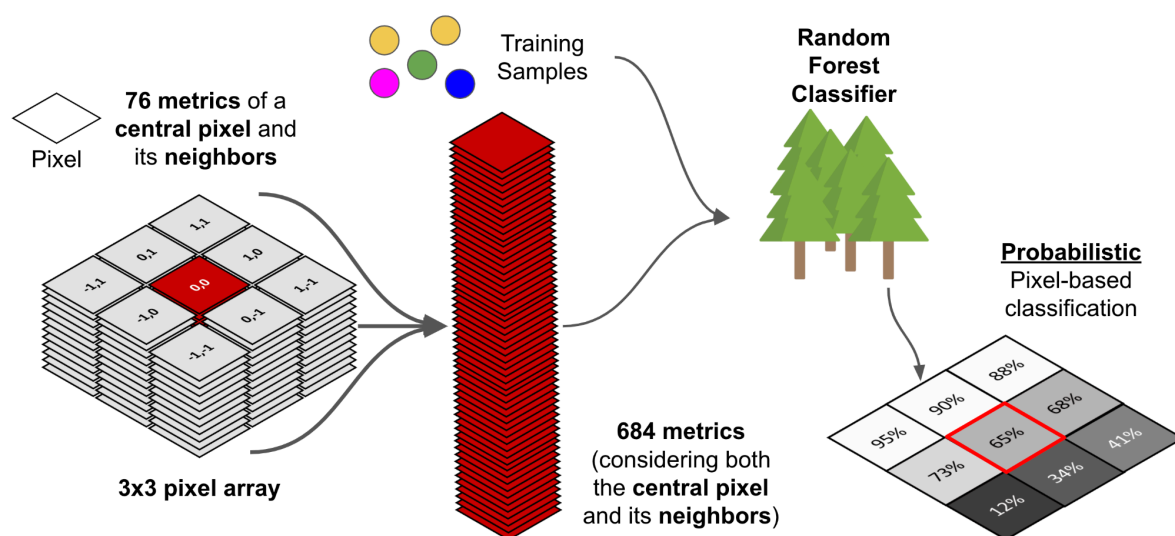 Training
Samples
Random
Forest
Classifier
76 metrics of a
central pixel and
its neighbors
Pixel
1,1
0,1
1,0
-1,1
0,0
1,-1
-1,0
0,-1
-1,-1
3x3 pixel array
684 metrics
(considering both
the central pixel
and its neighbors)
Probabilistic
Pixel-based
classification
88%
90%
68%
95%
65%
41%
73%
34%
12%